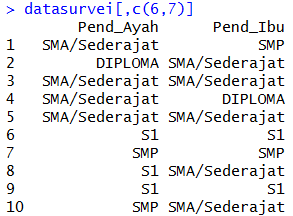 > datasurvei[,c(6,7)]
Pend_Ayah Pend_Ibu
1 SMA/Sederajat SMP
2 DIPLOMA SMA/Sederajat
3 SMA/Sederajat SMA/Sederajat
4 SMA/Sederajat DIPLOMA
5 SMA/Sederajat SMA/Sederajat
6 S1 S1
7 SMP SMP
8 S1 SMA/Sederajat
9 S1 S1
10 SMP SMA/Sederajat